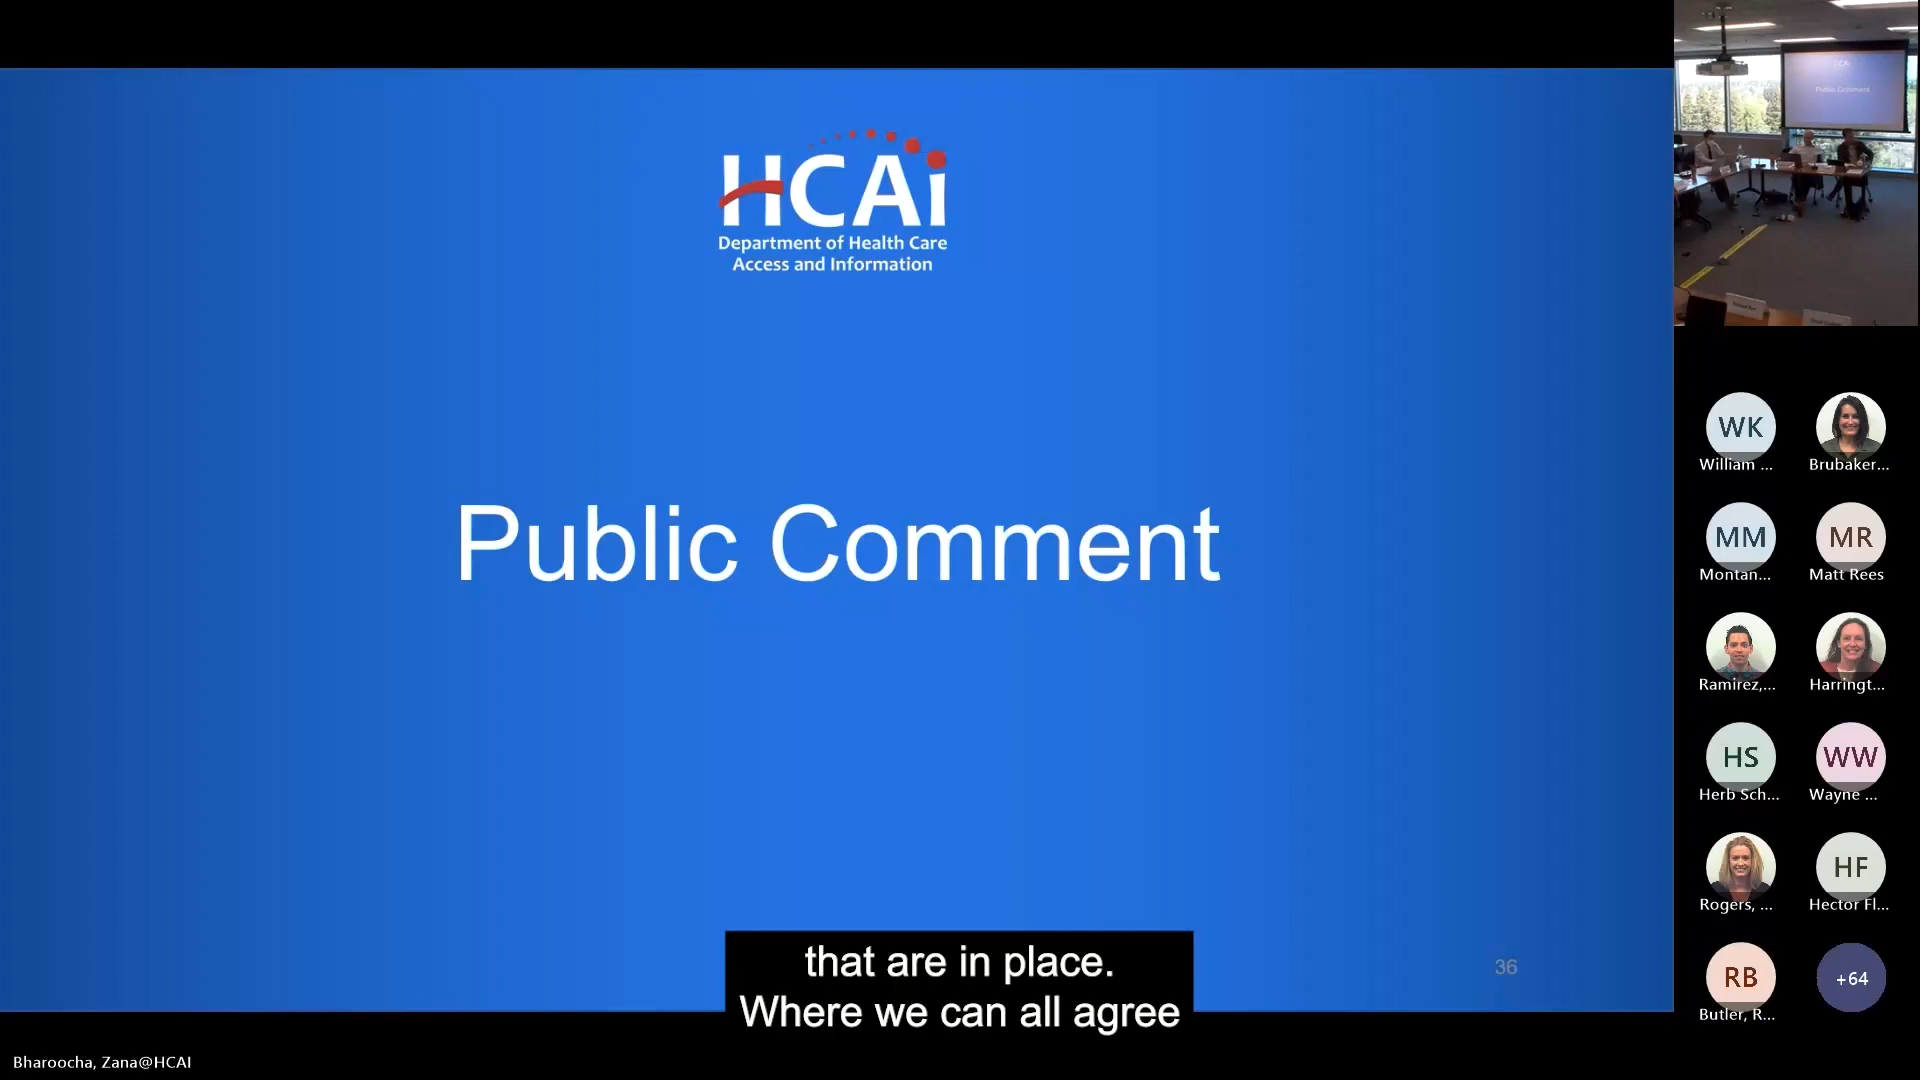 HCAi
Department of Health Care
Access and Information
Public Comment
36
that are in place.
Where we can all agree
Bharoocha, Zana@HCAI
Public Comment
WK
William ...
Brubaker...
MM
Montan...
MR
Matt Rees
Ramirez,...
Harringt...
HS
Herb Sch...
WW
Wayne ...
Rogers, ...
HF
Hector Fl...
RB
Butler, R...
+64